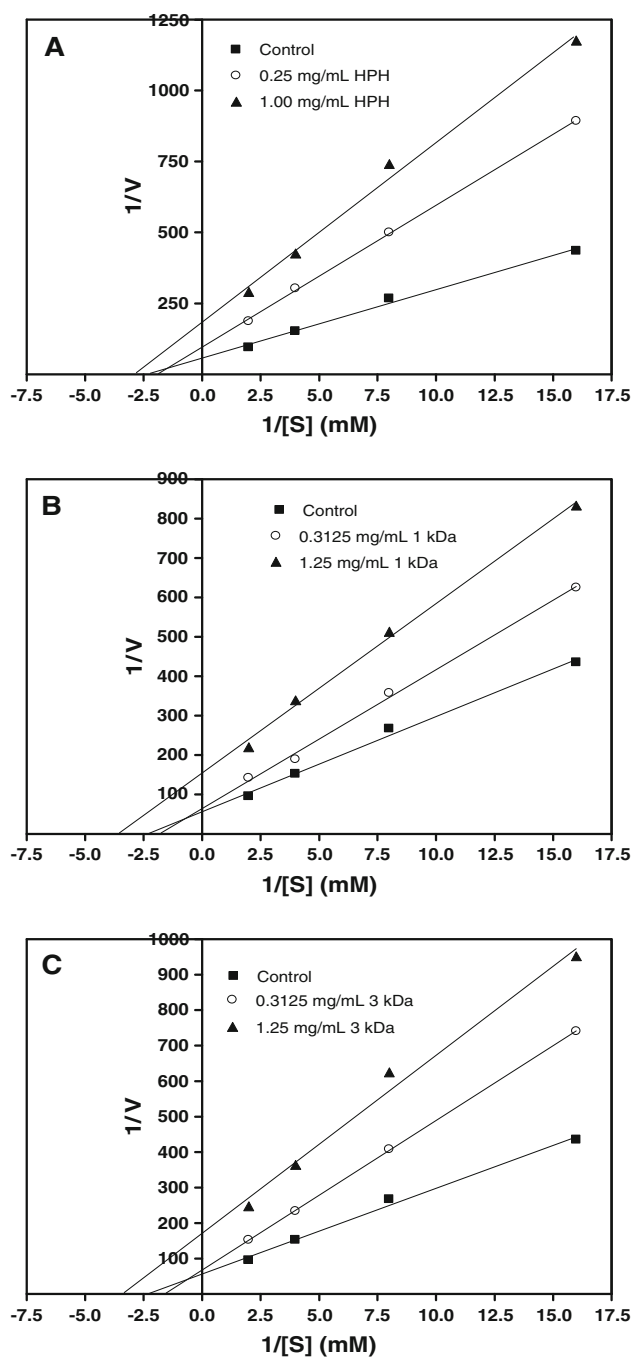 A
Control
0.25 mg/mL HPH
1.00 mg/mL HPH
1250
1000
750
500
250
1/V
-7.5 -5.0 -2.5 0.0 2.5 5.0 7.5 10.0 12.5 15.0 17.5
1/[S] (mM)
B
Control
0.3125 mg/mL 1 kDa
1.25 mg/mL 1 kDa
900
800
700
600
500
400
300
200
100
1/V
-7.5 -5.0 -2.5 0.0 2.5 5.0 7.5 10.0 12.5 15.0 17.5
1/[S] (mM)
C
Control
0.3125 mg/mL 3 kDa
1.25 mg/mL 3 kDa
1000
900
800
700
600
500
400
300
200
100
1/V
-7.5 -5.0 -2.5 0.0 2.5 5.0 7.5 10.0 12.5 15.0 17.5
1/[S] (mM)